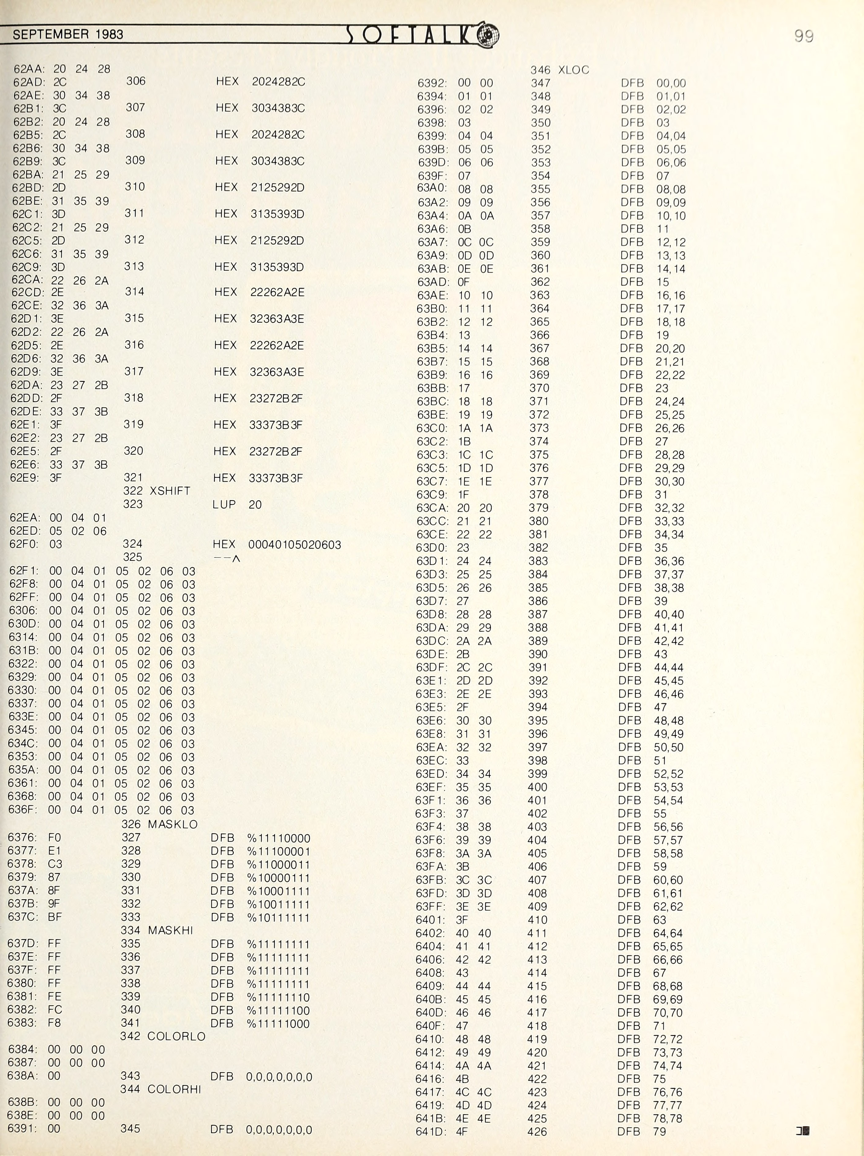 SEPTEMBER 1983
SOFTALK
99
62AA: 20 24 28
62AD: 2C 306 HEX 2024282C
62AE: 30 34 38
62B1: 3C 307 HEX 3034383C
62B2: 20 24 28
62B5: 2C 308 HEX 2024282C
62B6: 30 34 38
62B9: 3C 309 HEX 3034383C
62BA: 21 25 29
62BD: 2D 310 HEX 2125292D
62BE: 31 35 39
62C1: 3D 311 HEX 3135393D
62C2: 21 25 29
62C5: 2D 312 HEX 2125292D
62C6: 31 35 39
62C9: 3D 313 HEX 3135393D
62CA: 22 26 2A
62CD: 2E 314 HEX 22262A2E
62CE: 32 36 3A
62D1: 3E 315 HEX 32363A3E
62D2: 22 26 2A
62D5: 2E 316 HEX 22262A2E
62D6: 32 36 3A
62D9: 3E 317 HEX 32363A3E
62DA: 23 27 2B
62DD: 2F 318 HEX 23272B2F
62DE: 33 37 3B
62E1: 3F 319 HEX 33373B3F
62E2: 23 27 2B
62E5: 2F 320 HEX 23272B2F
62E6: 33 37 3B
62E9: 3F 321 HEX 33373B3F
322 XSHIFT
323 LUP 20
62EA: 00 04 01
62ED: 05 02 06
62F0: 03 324 HEX 00040105020603
325 --^
62F1: 00 04 01 05 02 06 03
62F8: 00 04 01 05 02 06 03
62FF: 00 04 01 05 02 06 03
6306: 00 04 01 05 02 06 03
630D: 00 04 01 05 02 06 03
6314: 00 04 01 05 02 06 03
631B: 00 04 01 05 02 06 03
6322: 00 04 01 05 02 06 03
6329: 00 04 01 05 02 06 03
6330: 00 04 01 05 02 06 03
6337: 00 04 01 05 02 06 03
633E: 00 04 01 05 02 06 03
6345: 00 04 01 05 02 06 03
634C: 00 04 01 05 02 06 03
6353: 00 04 01 05 02 06 03
635A: 00 04 01 05 02 06 03
6361: 00 04 01 05 02 06 03
6368: 00 04 01 05 02 06 03
636F: 00 04 01 05 02 06 03
326 MASKLO
6376: F0 327 DFB %11110000
6377: E1 328 DFB %11100001
6378: C3 329 DFB %11000011
6379: 87 330 DFB %10000111
637A: 8F 331 DFB %10001111
637B: 9F 332 DFB %10011111
637C: BF 333 DFB %10111111
334 MASKHI
637D: FF 335 DFB %11111111
637E: FF 336 DFB %11111111
637F: FF 337 DFB %11111111
6380: FF 338 DFB %11111111
6381: FE 339 DFB %11111110
6382: FC 340 DFB %11111100
6383: F8 341 DFB %11111000
342 COLORLO
6384: 00 00 00
6387: 00 00 00
638A: 00 343 DFB 0,0,0,0,0,0,0
344 COLORHI
638B: 00 00 00
638E: 00 00 00
6391: 00 345 DFB 0,0,0,0,0,0,0
346 XLOC
6392: 00 00 347 DFB 00,00
6394: 01 01 348 DFB 01,01
6396: 02 02 349 DFB 02,02
6398: 03 350 DFB 03
6399: 04 04 351 DFB 04,04
639B: 05 05 352 DFB 05,05
639D: 06 06 353 DFB 06,06
639F: 07 354 DFB 07
63A0: 08 08 355 DFB 08,08
63A2: 09 09 356 DFB 09,09
63A4: 0A 0A 357 DFB 10,10
63A6: 0B 358 DFB 11
63A7: 0C 0C 359 DFB 12,12
63A9: 0D 0D 360 DFB 13,13
63AB: 0E 0E 361 DFB 14,14
63AD: 0F 362 DFB 15
63AE: 10 10 363 DFB 16,16
63B0: 11 11 364 DFB 17,17
63B2: 12 12 365 DFB 18,18
63B4: 13 366 DFB 19
63B5: 14 14 367 DFB 20,20
63B7: 15 15 368 DFB 21,21
63B9: 16 16 369 DFB 22,22
63BB: 17 370 DFB 23
63BC: 18 18 371 DFB 24,24
63BE: 19 19 372 DFB 25,25
63C0: 1A 1A 373 DFB 26,26
63C2: 1B 374 DFB 27
63C3: 1C 1C 375 DFB 28,28
63C5: 1D 1D 376 DFB 29,29
63C7: 1E 1E 377 DFB 30,30
63C9: 1F 378 DFB 31
63CA: 20 20 379 DFB 32,32
63CC: 21 21 380 DFB 33,33
63CE: 22 22 381 DFB 34,34
63D0: 23 382 DFB 35
63D1: 24 24 383 DFB 36,36
63D3: 25 25 384 DFB 37,37
63D5: 26 26 385 DFB 38,38
63D7: 27 386 DFB 39
63D8: 28 28 387 DFB 40,40
63DA: 29 29 388 DFB 41,41
63DC: 2A 2A 389 DFB 42,42
63DE: 2B 390 DFB 43
63DF: 2C 2C 391 DFB 44,44
63E1: 2D 2D 392 DFB 45,45
63E3: 2E 2E 393 DFB 46,46
63E5: 2F 394 DFB 47
63E6: 30 30 395 DFB 48,48
63E8: 31 31 396 DFB 49,49
63EA: 32 32 397 DFB 50,50
63EC: 33 398 DFB 51
63ED: 34 34 399 DFB 52,52
63EF: 35 35 400 DFB 53,53
63F1: 36 36 401 DFB 54,54
63F3: 37 402 DFB 55
63F4: 38 38 403 DFB 56,56
63F6: 39 39 404 DFB 57,57
63F8: 3A 3A 405 DFB 58,58
63FA: 3B 406 DFB 59
63FB: 3C 3C 407 DFB 60,60
63FD: 3D 3D 408 DFB 61,61
63FF: 3E 3E 409 DFB 62,62
6401: 3F 410 DFB 63
6402: 40 40 411 DFB 64,64
6404: 41 41 412 DFB 65,65
6406: 42 42 413 DFB 66,66
6408: 43 414 DFB 67
6409: 44 44 415 DFB 68,68
640B: 45 45 416 DFB 69,69
640D: 46 46 417 DFB 70,70
640F: 47 418 DFB 71
6410: 48 48 419 DFB 72,72
6412: 49 49 420 DFB 73,73
6414: 4A 4A 421 DFB 74,74
6416: 4B 422 DFB 75
6417: 4C 4C 423 DFB 76,76
6419: 4D 4D 424 DFB 77,77
641B: 4E 4E 425 DFB 78,78
641D: 4F 426 DFB 79